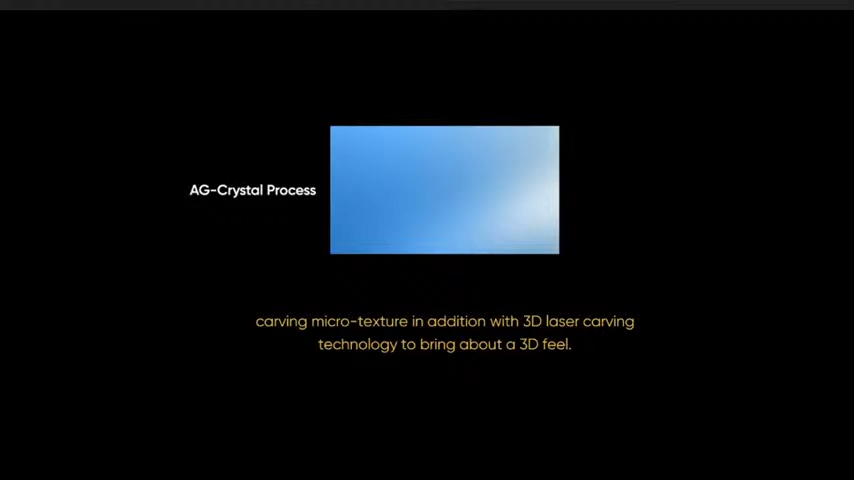 AG-Crystal Process
carving micro-texture in addition with 3D laser carving
technology to bring about a 3D feel.